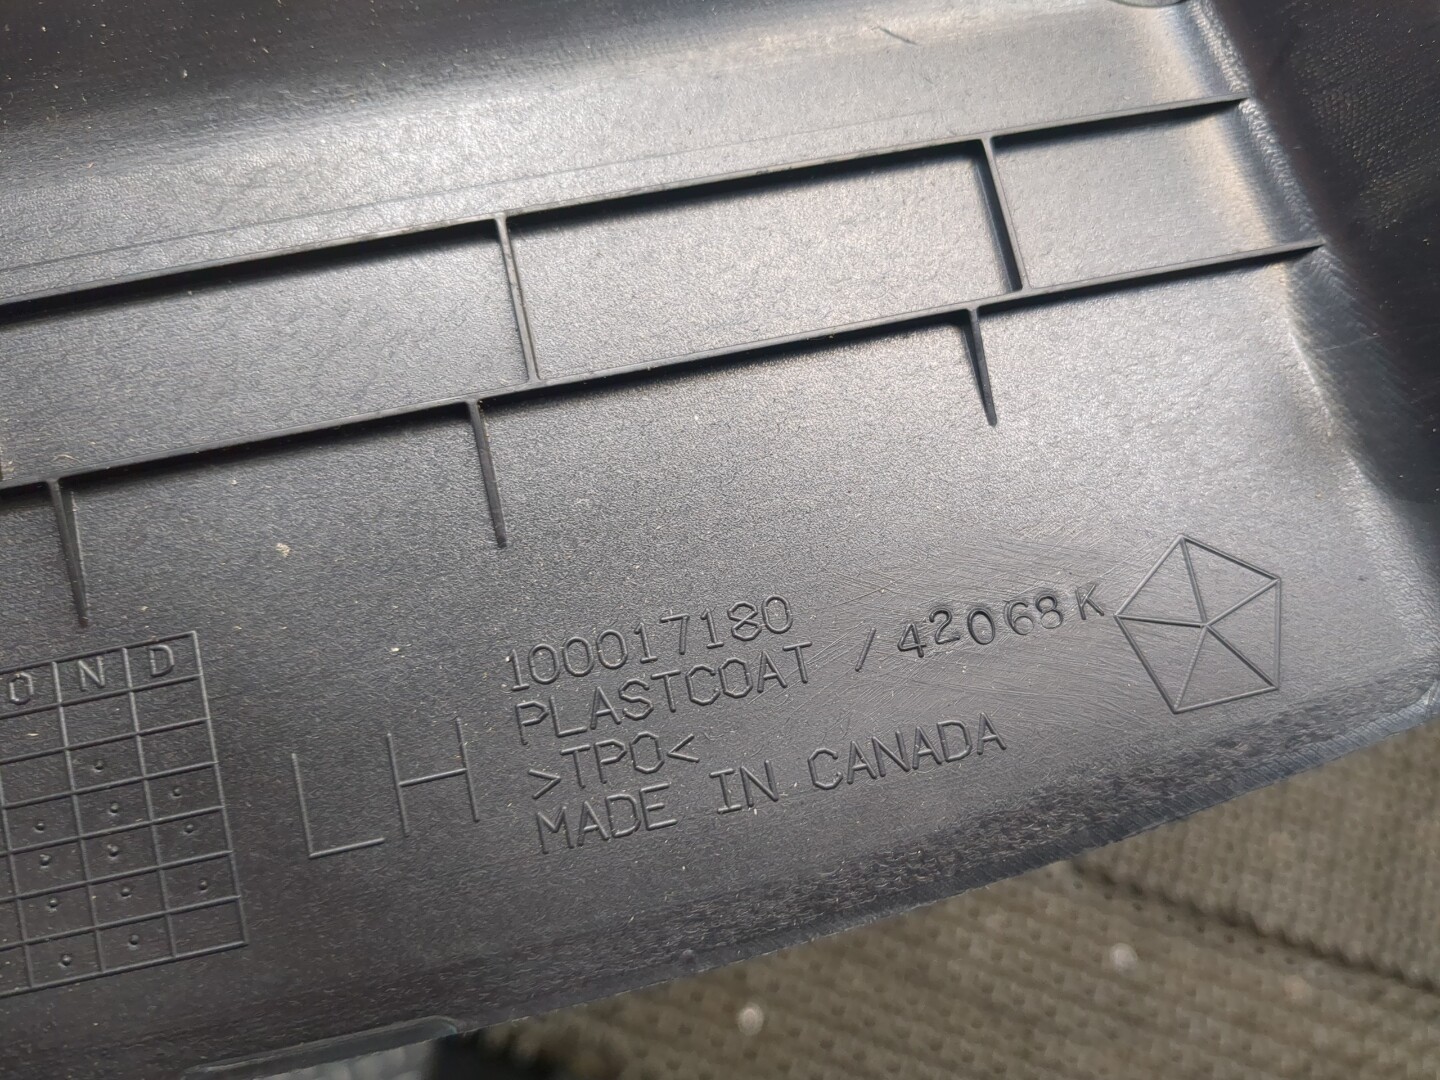 100017180
PLASTCOAT / 42068K
>TPO<
MADE IN CANADA
LH
O N D